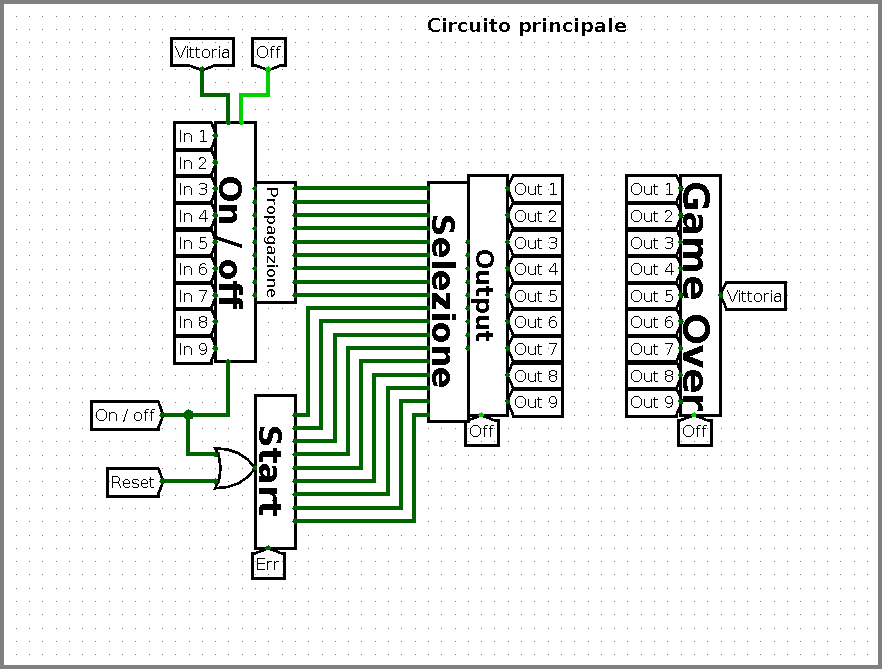 Circuito principale
Vittoria
Off
In 1
In 2
In 3
In 4
In 5
In 6
In 7
In 8
In 9
On / off
Propagazione
Selezione
Output
Out 1
Out 2
Out 3
Out 4
Out 5
Out 6
Out 7
Out 8
Out 9
Off
Out 1
Out 2
Out 3
Out 4
Out 5
Out 6
Out 7
Out 8
Out 9
Game Over
Vittoria
Off
On / off
Reset
Start
Err